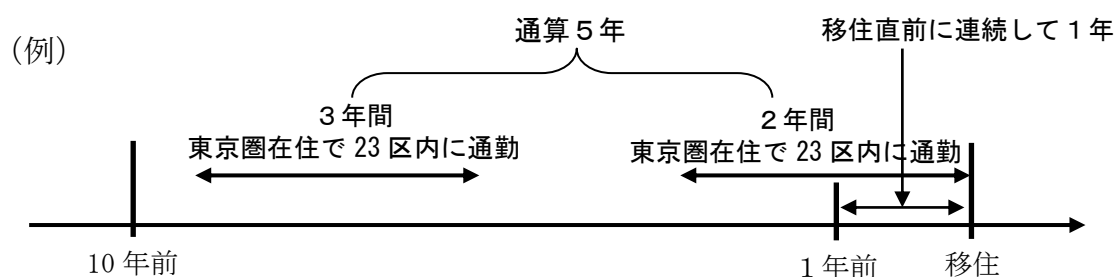 (例)
通算５年
移住直前に連続して１年
３年間
東京圏在住で 23 区内に通勤
２年間
東京圏在住で 23 区内に通勤
10 年前
１年前
移住